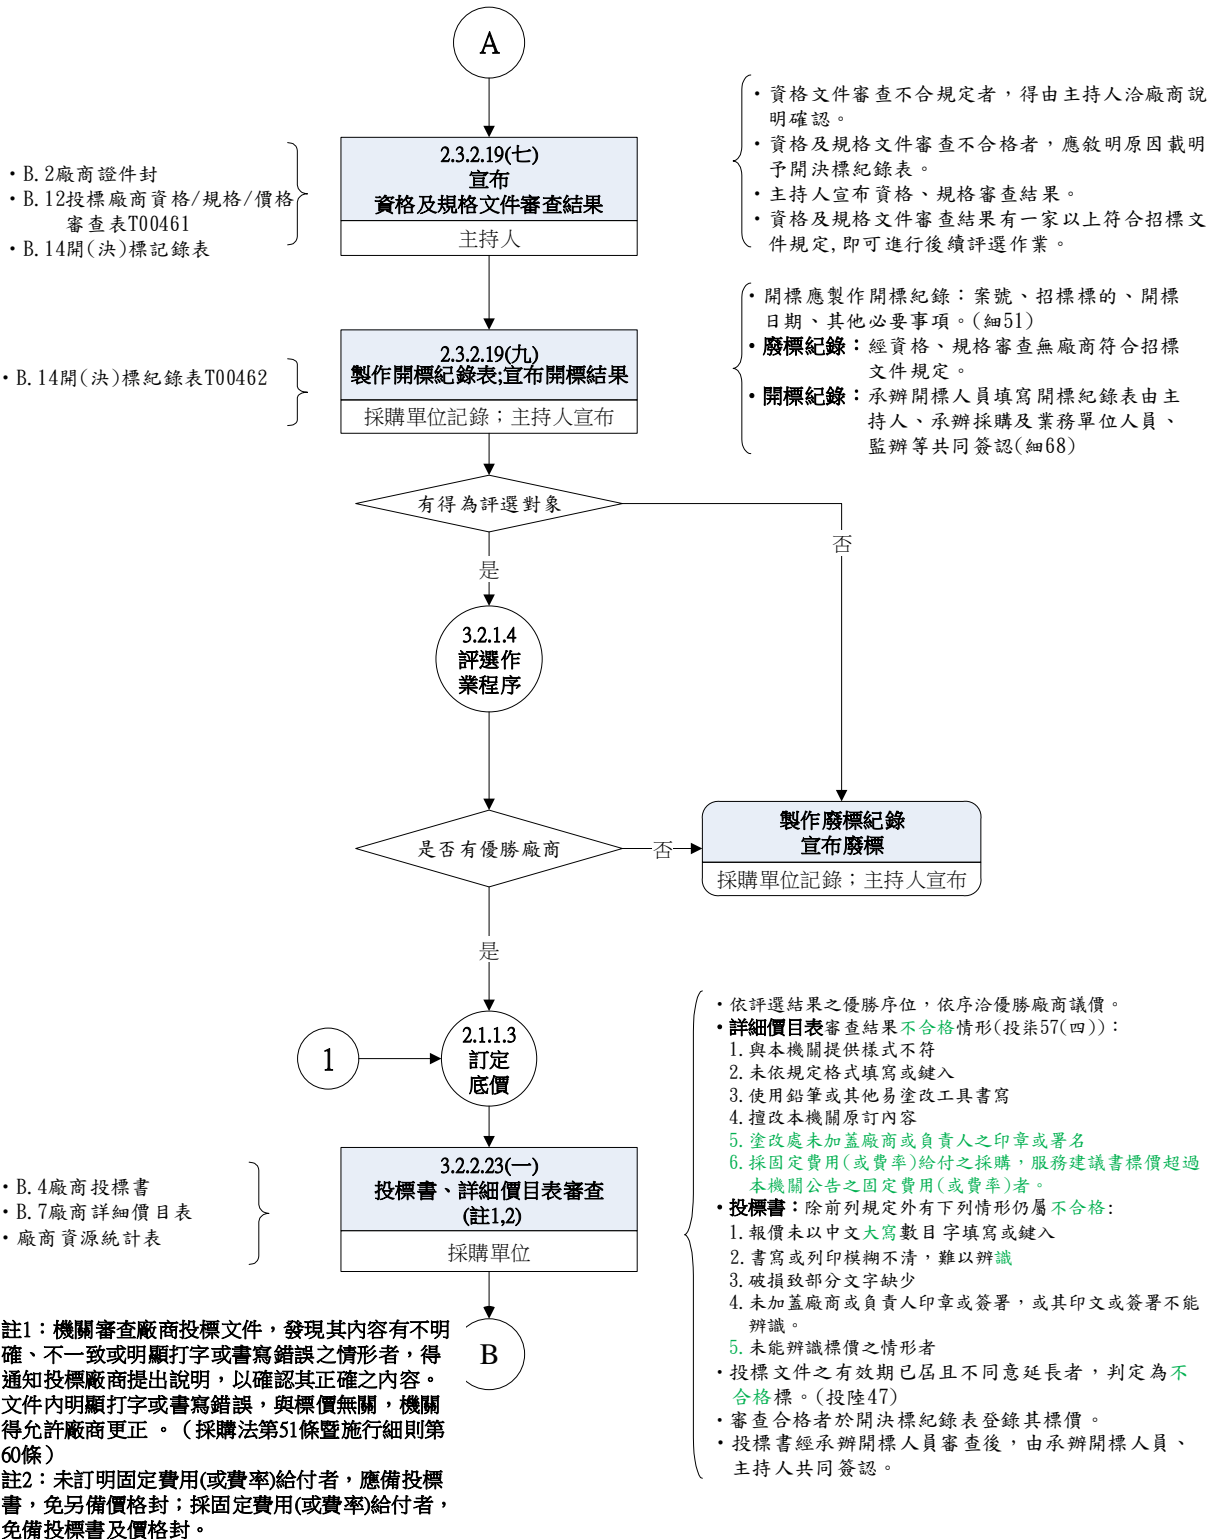 A
・B.2廠商證件封
・B.12投標廠商資格/規格/價格
審查表T00461
・B.14開(決)標記錄表
2.3.2.19(七)
宣布
資格及規格文件審查結果
主持人
・資格文件審查不合規定者，得由主持人洽廠商說
明確認。
・資格及規格文件審查不合格者，應敘明原因載明
予開決標紀錄表。
・主持人宣布資格、規格審查結果。
・資格及規格文件審查結果有一家以上符合招標文
件規定,即可進行後續評選作業。
・B.14開(決)標紀錄表T00462
2.3.2.19(九)
製作開標紀錄表;宣布開標結果
採購單位記錄；主持人宣布
・開標應製作開標紀錄：案號、招標標的、開標
日期、其他必要事項。(細51)
・廢標紀錄：經資格、規格審查無廠商符合招標
文件規定。
・開標紀錄：承辦開標人員填寫開標紀錄表由主
持人、承辦採購及業務單位人員、
監辦等共同簽認(細68)
有得為評選對象
否
是
3.2.1.4
評選作
業程序
是否有優勝廠商
否
製作廢標紀錄
宣布廢標
採購單位記錄；主持人宣布
是
1
2.1.1.3
訂定
底價
・B.4廠商投標書
・B.7廠商詳細價目表
・廠商資源統計表
3.2.2.23(一)
投標書、詳細價目表審查
(註1,2)
採購單位
・依評選結果之優勝序位，依序洽優勝廠商議價。
・詳細價目表審查結果不合格情形(投柒57(四))：
1.與本機關提供樣式不符
2.未依規定格式填寫或鍵入
3.使用鉛筆或其他易塗改工具書寫
4.擅改本機關原訂內容
5.塗改處未加蓋廠商或負責人之印章或署名
6.採固定費用(或費率)給付之採購，服務建議書標價超過
本機關公告之固定費用(或費率)者。
・投標書：除前列規定外有下列情形仍屬不合格:
1.報價未以中文大寫數目字填寫或鍵入
2.書寫或列印模糊不清，難以辨識
3.破損致部分文字缺少
4.未加蓋廠商或負責人印章或簽署，或其印文或簽署不能
辨識。
5.未能辨識標價之情形者
・投標文件之有效期已屆且不同意延長者，判定為不
合格標。(投陸47)
・審查合格者於開決標紀錄表登錄其標價。
・投標書經承辦開標人員審查後，由承辦開標人員、
主持人共同簽認。
B
註1：機關審查廠商投標文件，發現其內容有不明
確、不一致或明顯打字或書寫錯誤之情形者，得
通知投標廠商提出說明，以確認其正確之內容。
文件內明顯打字或書寫錯誤，與標價無關，機關
得允許廠商更正 。（採購法第51條暨施行細則第
60條）
註2：未訂明固定費用(或費率)給付者，應備投標
書，免另備價格封；採固定費用(或費率)給付者，
免備投標書及價格封。